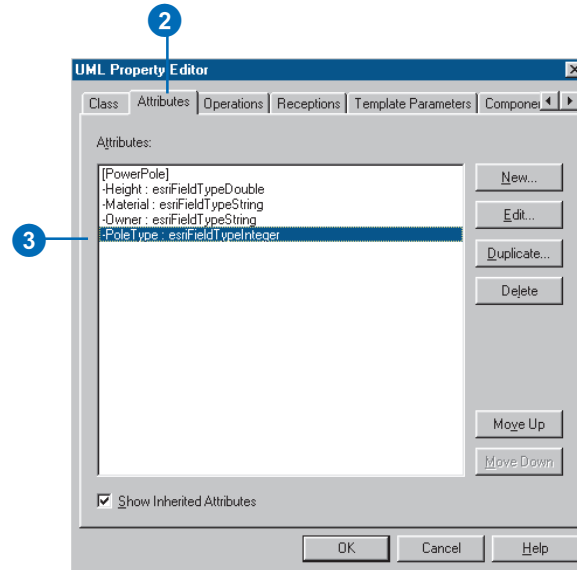 2
UML Property Editor
Class Attributes Operations Receptions Template Parameters Componer
Attributes:
[PowerPole]
-Height : esriFieldTypeDouble
-Material : esriFieldTypeString
-Owner : esriFieldTypeString
3
-PoleType : esriFieldTypeInteger
New...
Edit...
Duplicate...
Delete
Move Up
Move Down
Show Inherited Attributes
OK Cancel Help